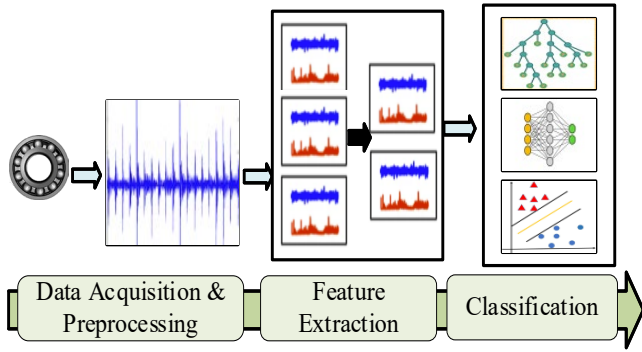 Data Acquisition &
Preprocessing
Feature
Extraction
Classification